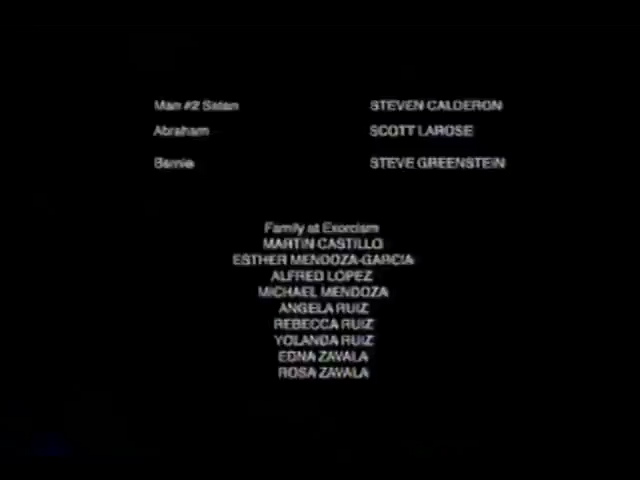 Man #2 Satan STEVEN CALDERON
Abraham SCOTT LAROSE
Bernie STEVE GREENSTEIN
Family at Exorcism
MARTIN CASTILLO
ESTHER MENDOZA-GARCIA
ALFRED LOPEZ
MICHAEL MENDOZA
ANGELA RUIZ
REBECCA RUIZ
YOLANDA RUIZ
EDNA ZAVALA
ROSA ZAVALA